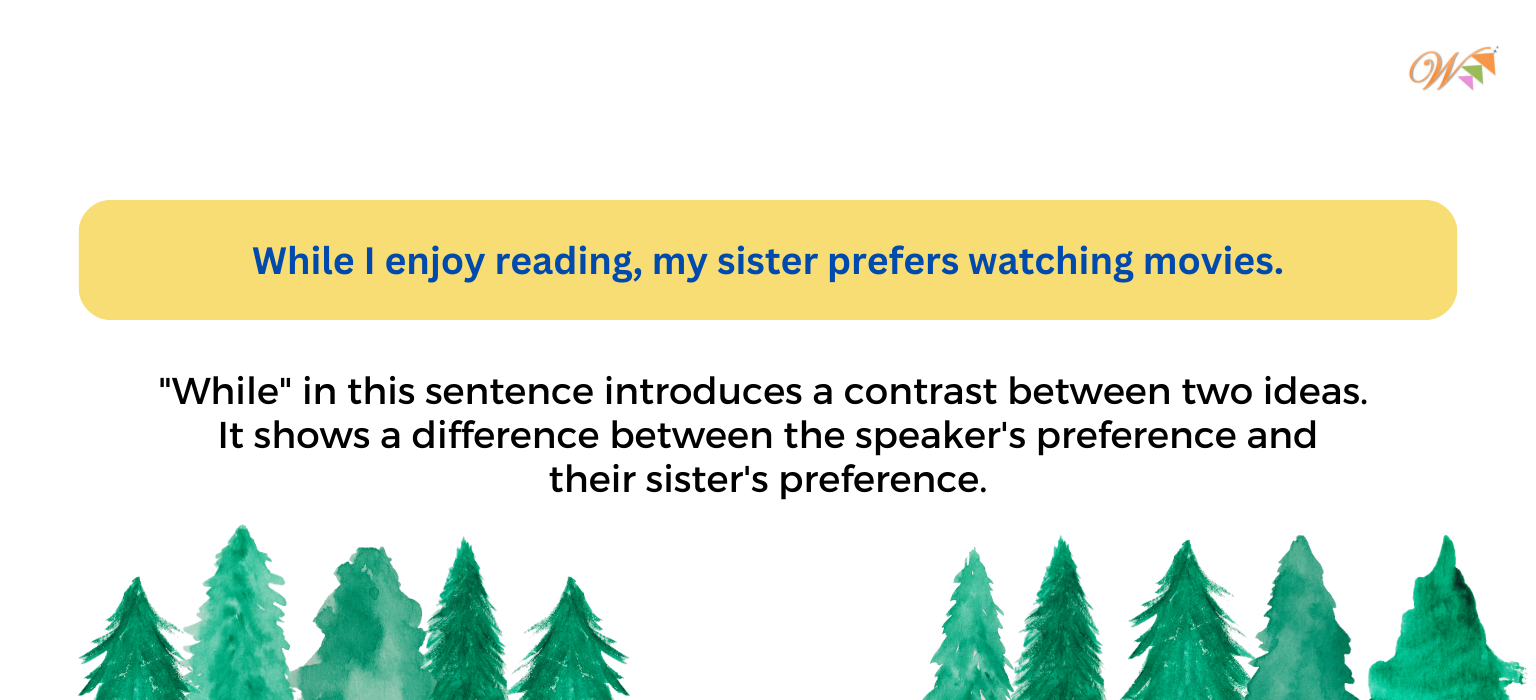 W
While I enjoy reading, my sister prefers watching movies.
"While" in this sentence introduces a contrast between two ideas.
It shows a difference between the speaker's preference and
their sister's preference.